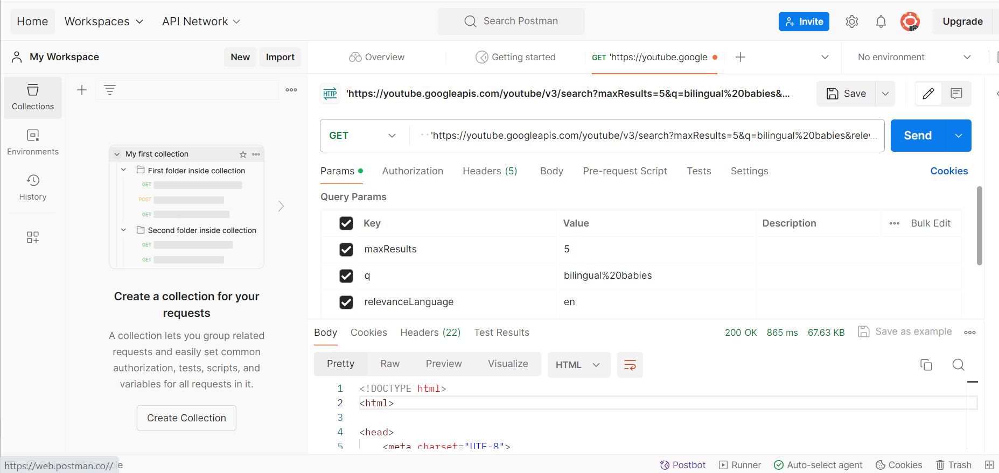 Home Workspaces API Network Search Postman Invite Upgrade
My Workspace New Import Overview Getting started GET 'https://youtube.google No environment
Collections
Environments
History
My first collection
First folder inside collection
GET
POST
GET
Second folder inside collection
GET
GET
Create a collection for your
requests
A collection lets you group related
requests and easily set common
authorization, tests, scripts, and
variables for all requests in it.
Create Collection
HTTP 'https://youtube.googleapis.com/youtube/v3/search?maxResults=5&q=bilingual%20babies&... Save
GET 'https://youtube.googleapis.com/youtube/v3/search?maxResults=5&q=bilingual%20babies&relev... Send
Params Authorization Headers (5) Body Pre-request Script Tests Settings Cookies
Query Params
Key Value Description Bulk Edit
maxResults 5
q bilingual%20babies
relevanceLanguage en
Body Cookies Headers (22) Test Results 200 OK 865 ms 67.63 KB Save as example
Pretty Raw Preview Visualize HTML
1 <!DOCTYPE html>
2 <html>
3
4 <head>
5 <meta charset="UTF-8">
https://web.postman.co// Postbot Runner Auto-select agent Cookies Trash